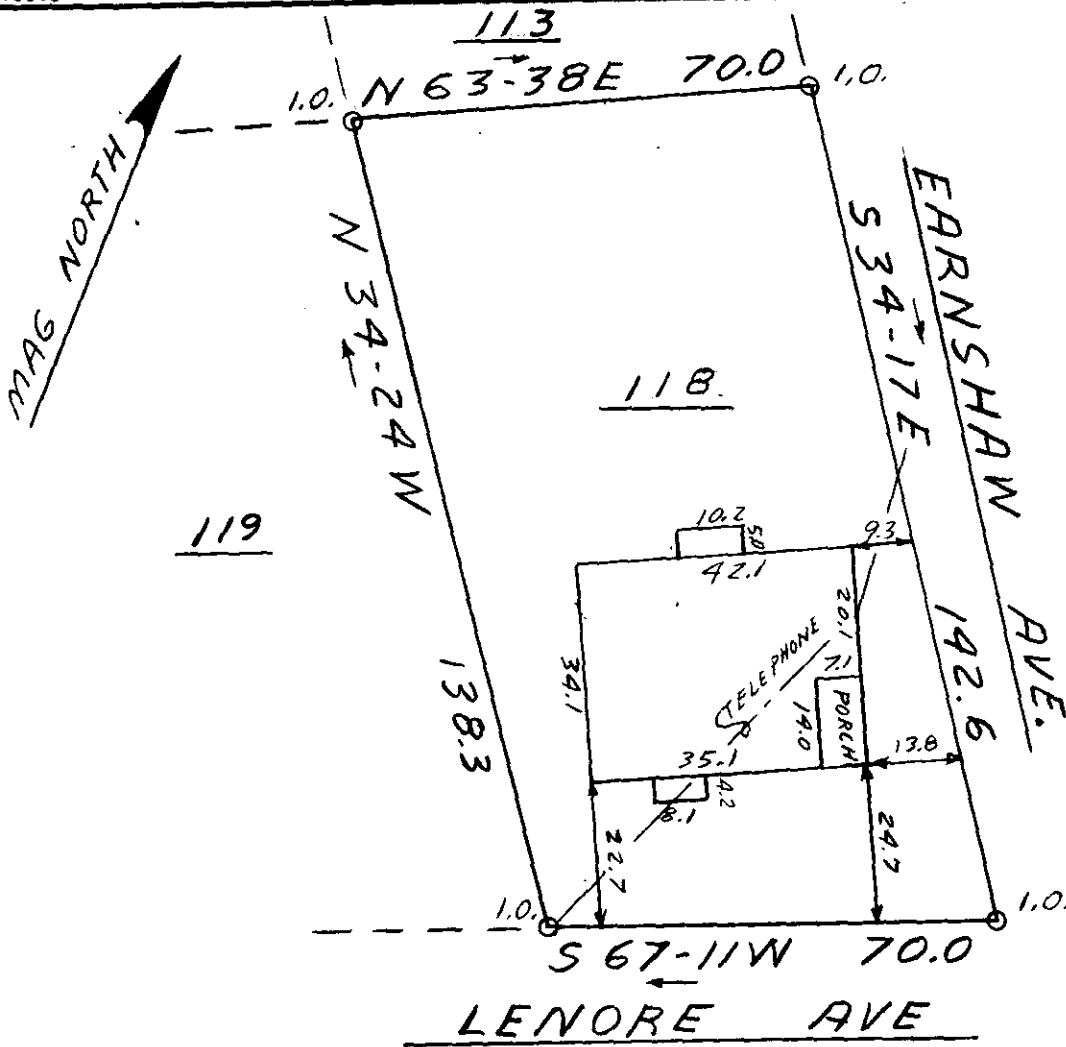 113
N 63-38E 70.0
1.0.
1.0.
MAG NORTH
N 34-24W
138.3
S 34-17E
142.6
EARNSHAW AVE.
118.
119
10.2
5.0
42.1
9.3
20.1
7.1
34.1
TELEPHONE
14.0
PORCH
35.1
13.8
4.2
8.1
22.7
24.7
1.0.
1.0.
S 67-11W 70.0
LENORE AVE